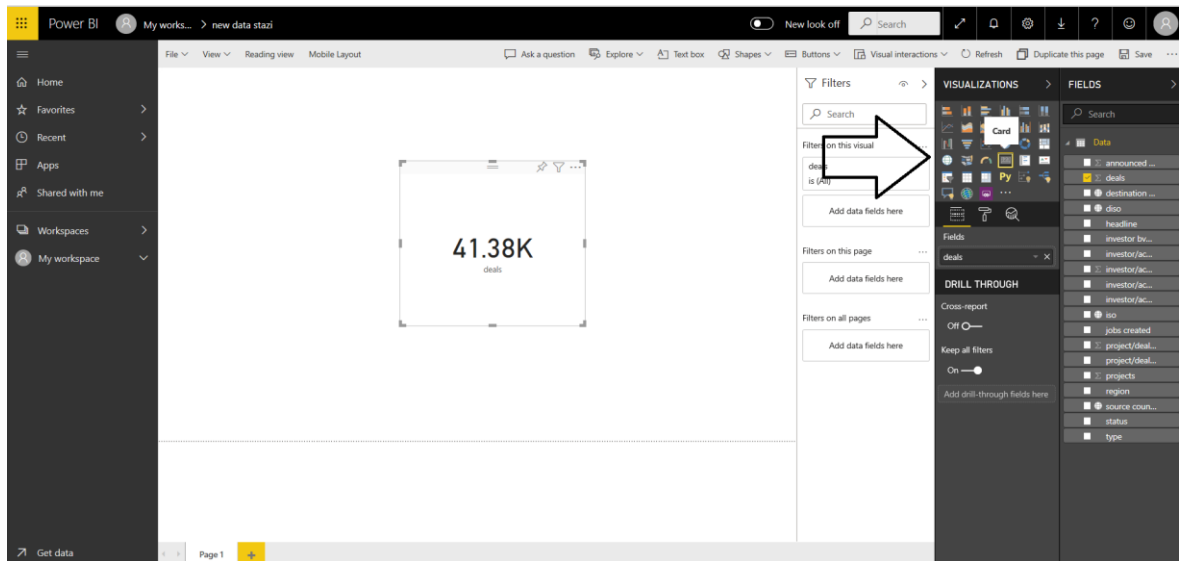 Power BI My works... > new data stazi New look off Search ?
File View Reading view Mobile Layout Ask a question Explore Text box Shapes Buttons Visual interactions Refresh Duplicate this page Save ...
Home
Favorites
Recent
Apps
Shared with me
Workspaces
My workspace
Get data
41.38K
deals
Page 1 +
Filters
Search
Filters on this visual ...
deals
is (All)
Add data fields here
Filters on this page ...
Add data fields here
Filters on all pages ...
Add data fields here
VISUALIZATIONS
Card
Py
...
Fields
deals
DRILL THROUGH
Cross-report
Off
Keep all filters
On
Add drill-through fields here
FIELDS
Search
Data
Σ announced ...
Σ deals
destination ...
diso
headline
investor bv...
investor/ac...
Σ investor/ac...
investor/ac...
investor/ac...
iso
jobs created
Σ project/deal...
project/deal...
Σ projects
region
source coun...
status
type